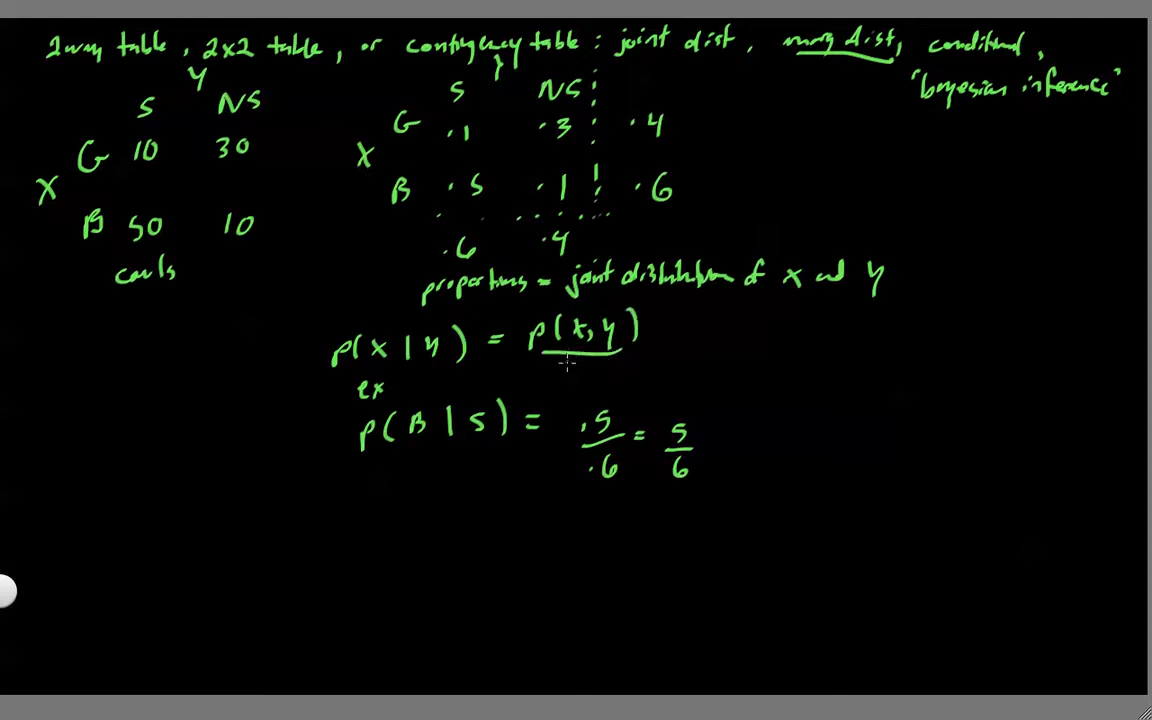 2way table, 2x2 table, or contigency table: joint dist, marg dist, conditional,
"bayesian inference"
Y
S NS
G 10 30
X
B 50 10
counts
Y
S NS
G .1 .3 .4
X
B .5 .1 .6
.6 .4
proportions = joint distribution of x and y
p(x|y) = p(x,y)
ex
p(B|S) = .5/.6 = 5/6